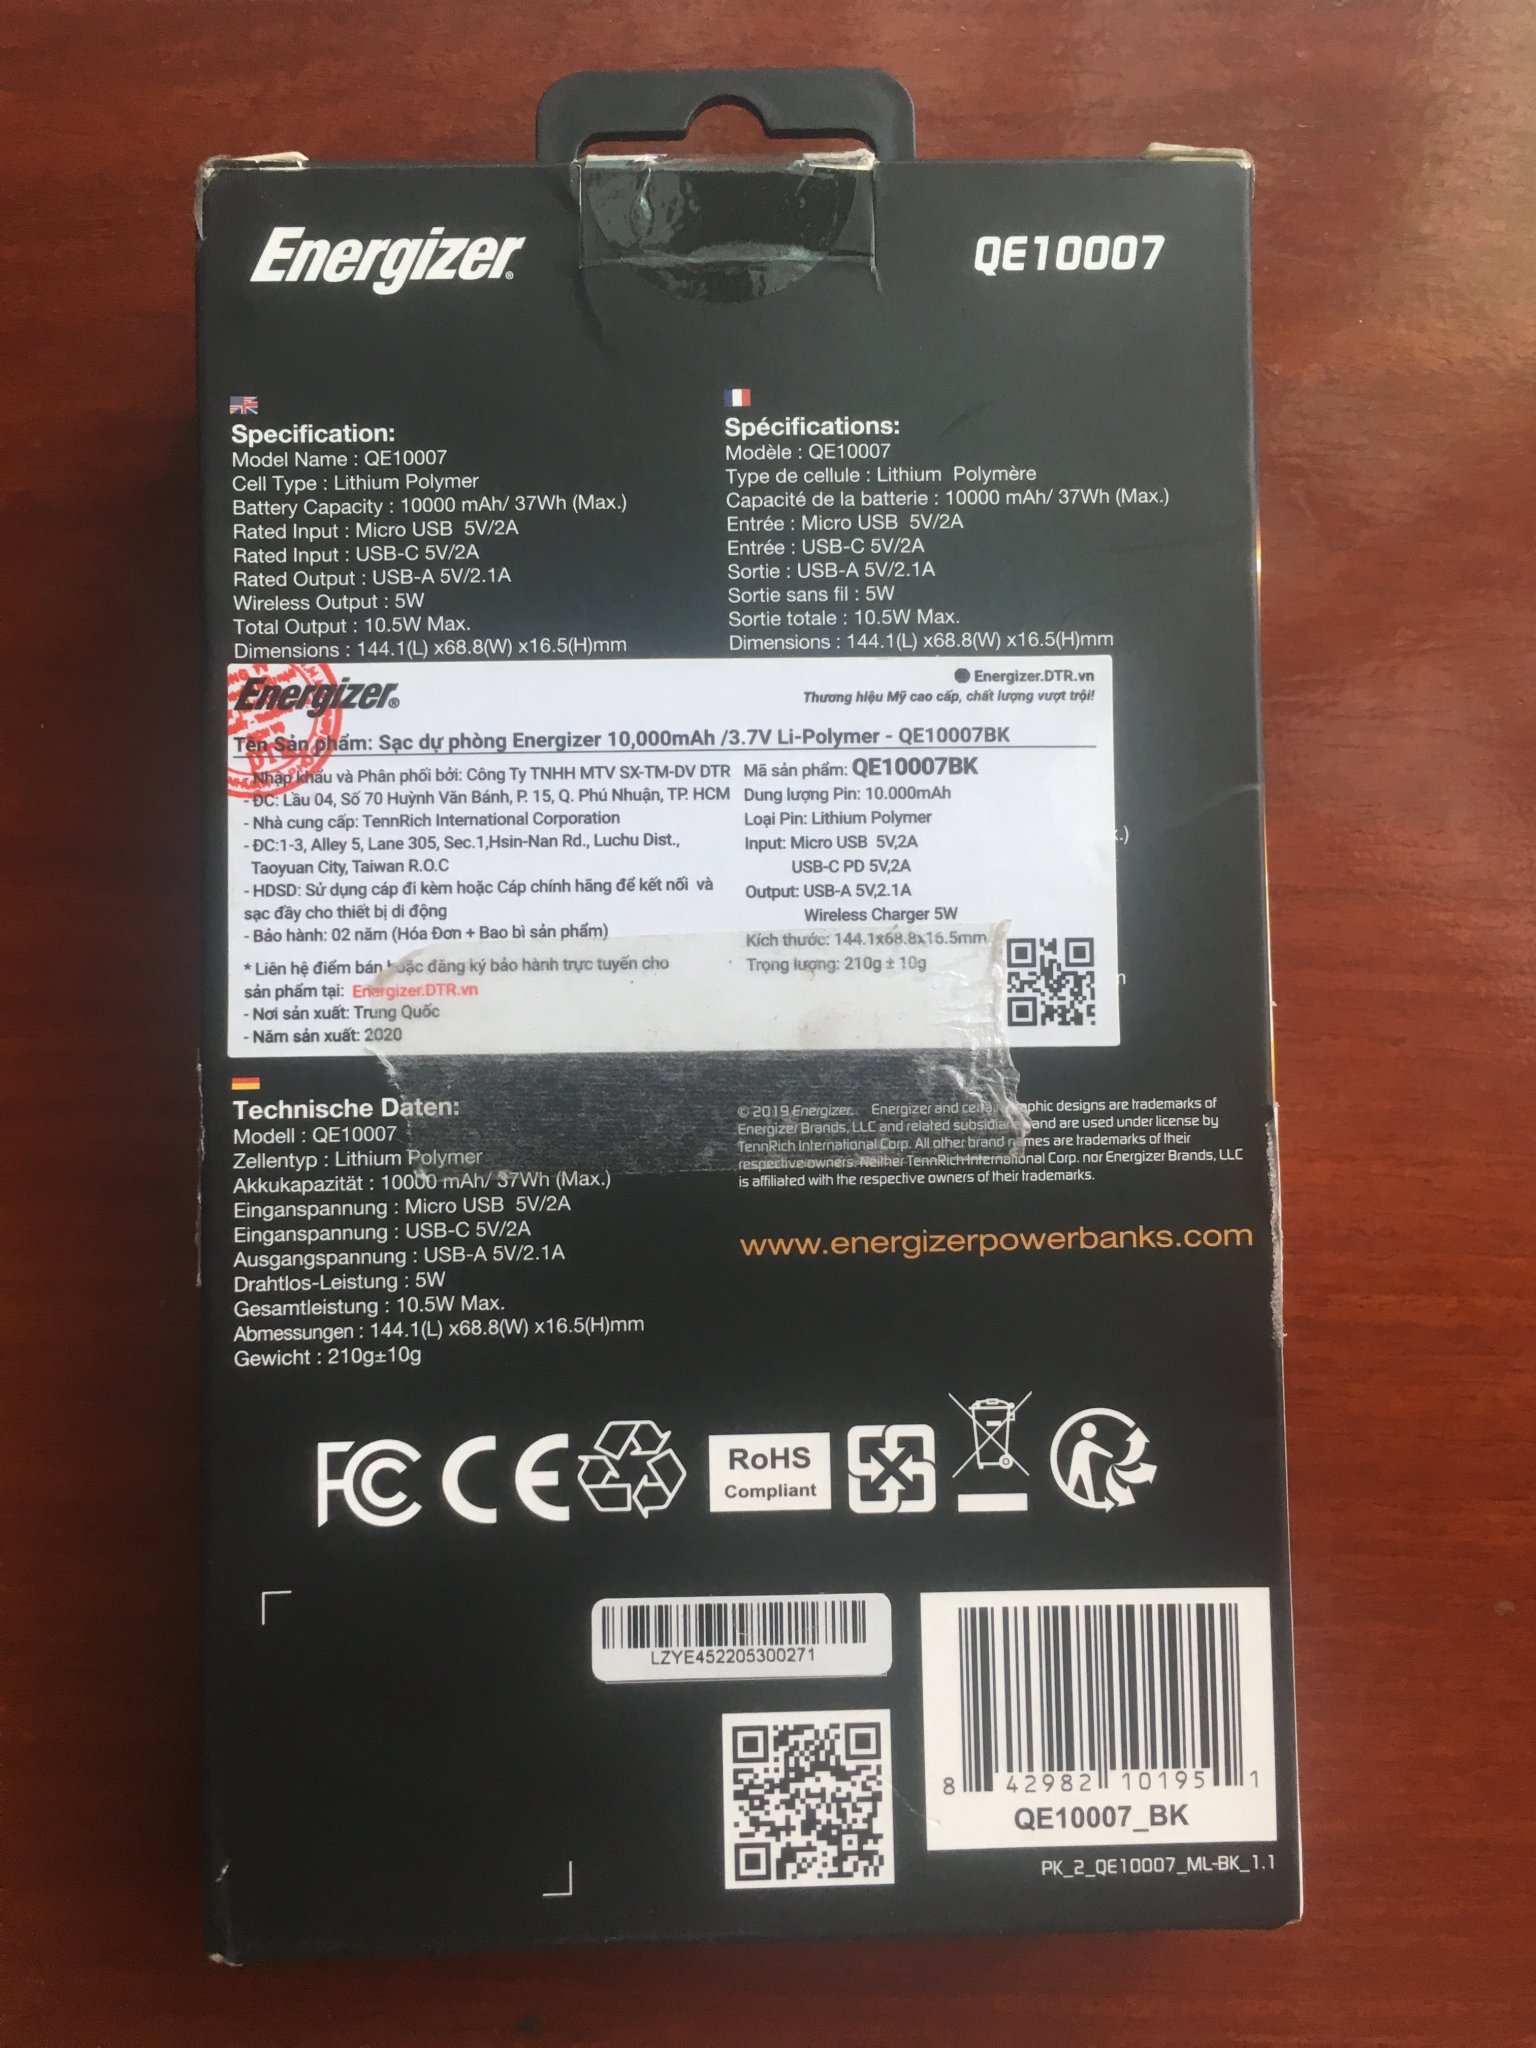 Energizer®
QE10007
Specification:
Model Name : QE10007
Cell Type : Lithium Polymer
Battery Capacity : 10000 mAh/ 37Wh (Max.)
Rated Input : Micro USB 5V/2A
Rated Input : USB-C 5V/2A
Rated Output : USB-A 5V/2.1A
Wireless Output : 5W
Total Output : 10.5W Max.
Dimensions : 144.1(L) x68.8(W) x16.5(H)mm
Spécifications:
Modèle : QE10007
Type de cellule : Lithium Polymère
Capacité de la batterie : 10000 mAh/ 37Wh (Max.)
Entrée : Micro USB 5V/2A
Entrée : USB-C 5V/2A
Sortie : USB-A 5V/2.1A
Sortie sans fil : 5W
Sortie totale : 10.5W Max.
Dimensions : 144.1(L) x68.8(W) x16.5(H)mm
Energizer®
Energizer.DTR.vn
Thương hiệu Mỹ cao cấp, chất lượng vượt trội!
Tên Sản phẩm: Sạc dự phòng Energizer 10,000mAh /3.7V Li-Polymer - QE10007BK
- Nhập khẩu và Phân phối bởi: Công Ty TNHH MTV SX-TM-DV DTR
- ĐC: Lầu 04, Số 70 Huỳnh Văn Bánh, P. 15, Q. Phú Nhuận, TP. HCM
- Nhà cung cấp: TennRich International Corporation
- ĐC:1-3, Alley 5, Lane 305, Sec.1,Hsin-Nan Rd., Luchu Dist.,
Taoyuan City, Taiwan R.O.C
- HDSD: Sử dụng cáp đi kèm hoặc Cáp chính hãng để kết nối và
sạc đầy cho thiết bị di động
- Bảo hành: 02 năm (Hóa Đơn + Bao bì sản phẩm)
* Liên hệ điểm bán hoặc đăng ký bảo hành trực tuyến cho
sản phẩm tại: Energizer.DTR.vn
- Nơi sản xuất: Trung Quốc
- Năm sản xuất: 2020
Mã sản phẩm: QE10007BK
Dung lượng Pin: 10.000mAh
Loại Pin: Lithium Polymer
Input: Micro USB 5V,2A
USB-C PD 5V,2A
Output: USB-A 5V,2.1A
Wireless Charger 5W
Kích thước: 144.1x68.8x16.5mm
Trọng lượng: 210g ± 10g
Technische Daten:
Modell : QE10007
Zellentyp : Lithium Polymer
Akkukapazität : 10000 mAh/ 37Wh (Max.)
Einganspannung : Micro USB 5V/2A
Einganspannung : USB-C 5V/2A
Ausgangspannung : USB-A 5V/2.1A
Drahtlos-Leistung : 5W
Gesamtleistung : 10.5W Max.
Abmessungen : 144.1(L) x68.8(W) x16.5(H)mm
Gewicht : 210g±10g
© 2019 Energizer. Energizer and certain graphic designs are trademarks of
Energizer Brands, LLC and related subsidiaries and are used under license by
TennRich International Corp. All other brand names are trademarks of their
respective owners. Neither TennRich International Corp. nor Energizer Brands, LLC
is affiliated with the respective owners of their trademarks.
www.energizerpowerbanks.com
FC CE
RoHS
Compliant
LZYE452205300271
8 42982 10195 1
QE10007_BK
PK_2_QE10007_ML-BK_1.1